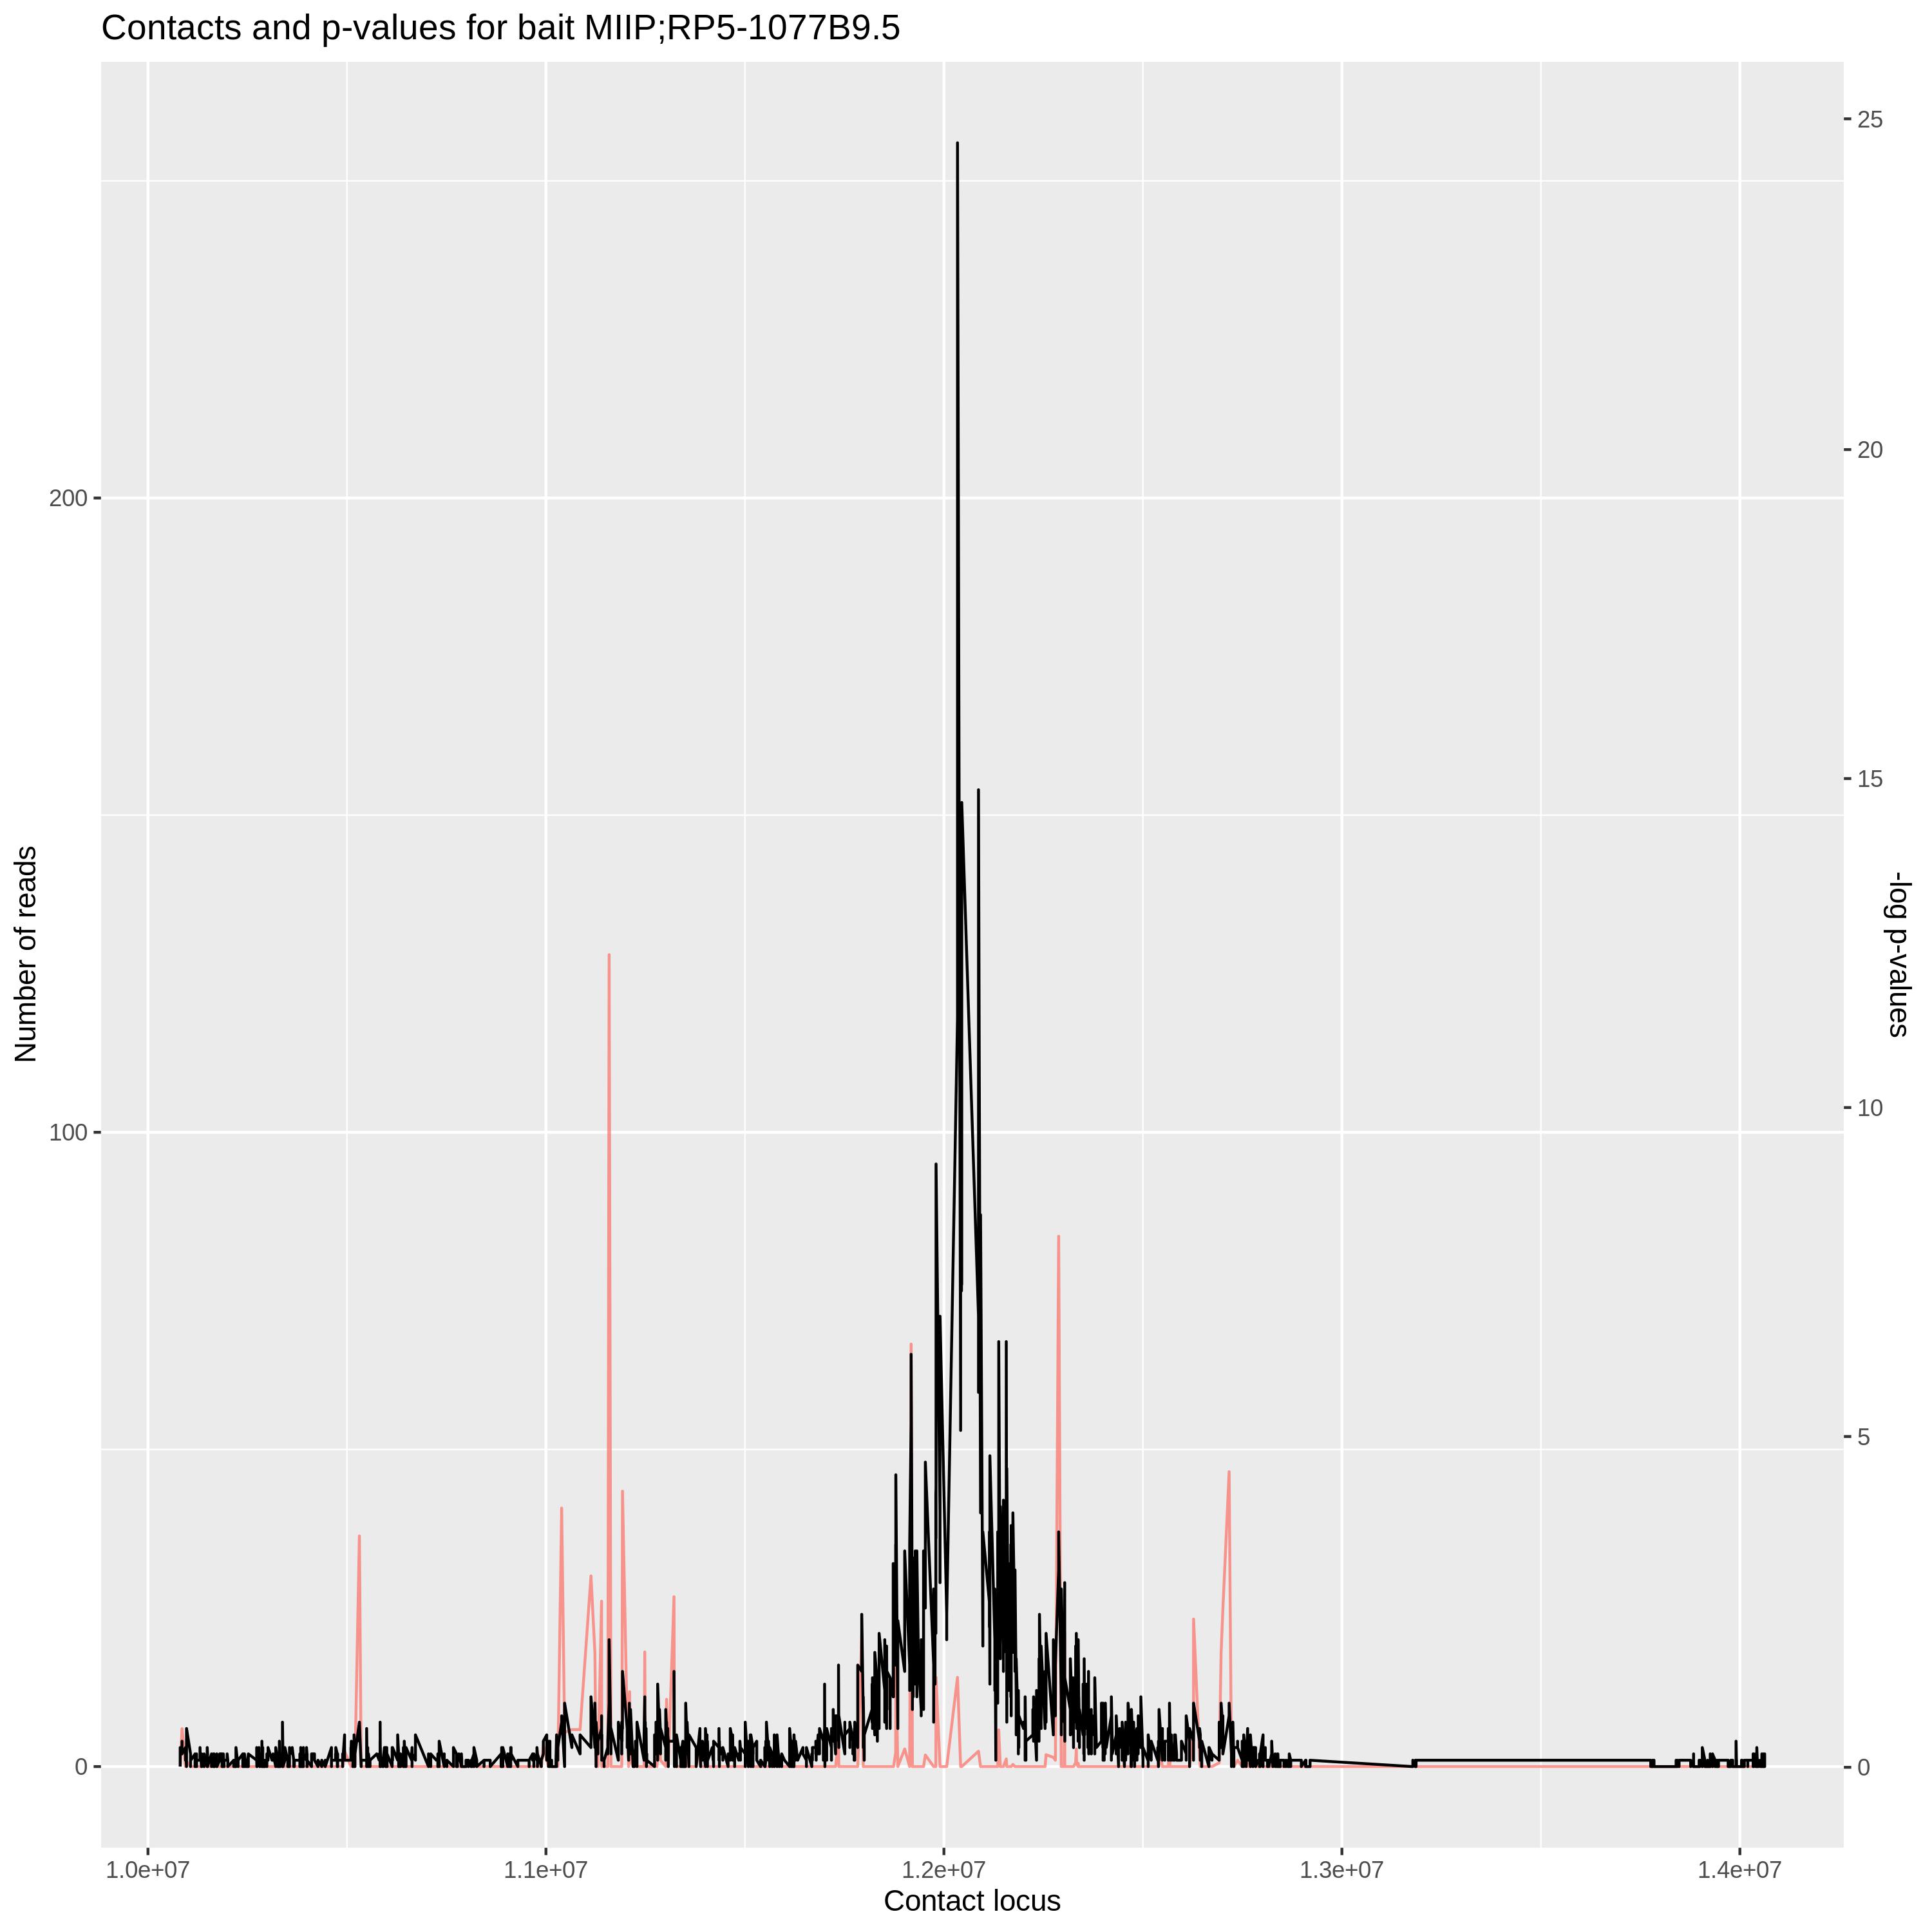 Contacts and p-values for bait MIIP;RP5-1077B9.5
Number of reads
200
100
0
25
20
15
10
5
0
-log p-values
1.0e+07
1.1e+07
1.2e+07
1.3e+07
1.4e+07
Contact locus